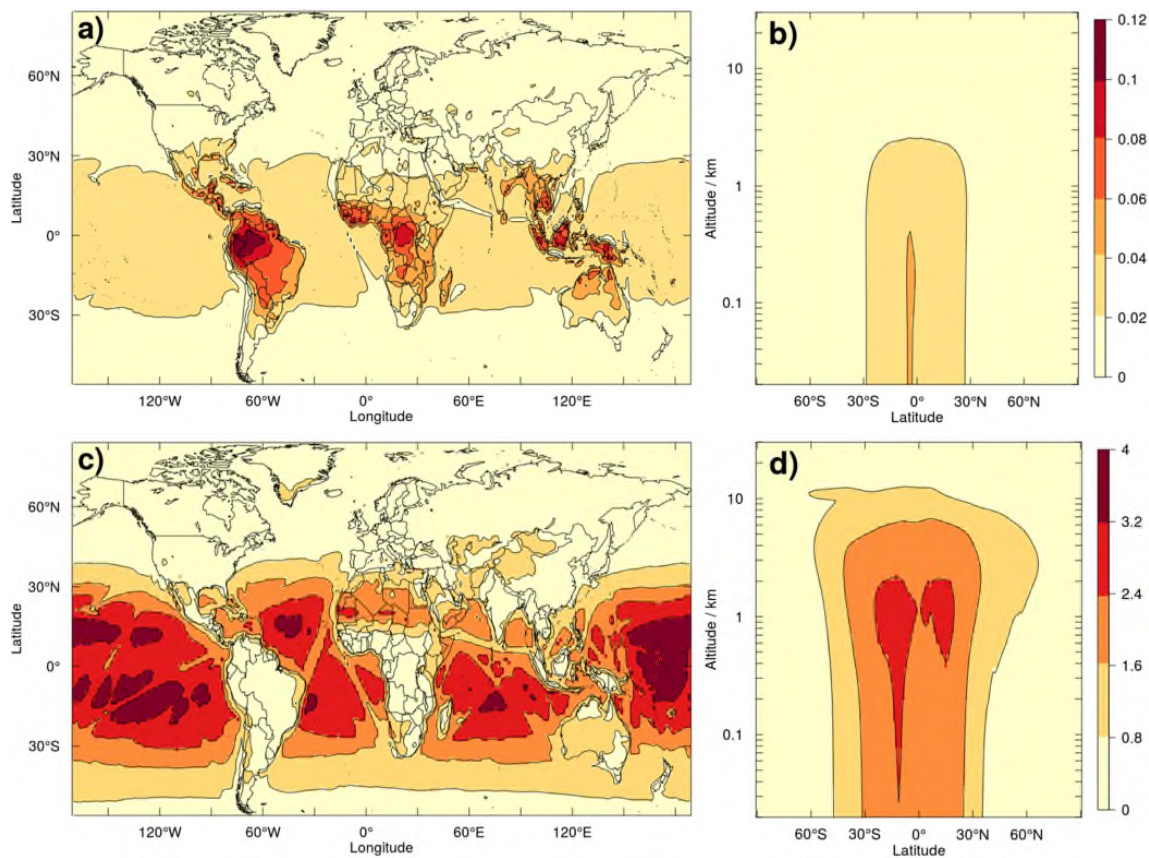 a)
60°N
30°N
0°
30°S
Latitude
120°W 60°W 0° 60°E 120°E
Longitude
b)
10
1
0.1
Altitude / km
60°S 30°S 0° 30°N 60°N
Latitude
0.12
0.1
0.08
0.06
0.04
0.02
0
c)
60°N
30°N
0°
30°S
Latitude
120°W 60°W 0° 60°E 120°E
Longitude
d)
10
1
0.1
Altitude / km
60°S 30°S 0° 30°N 60°N
Latitude
4
3.2
2.4
1.6
0.8
0